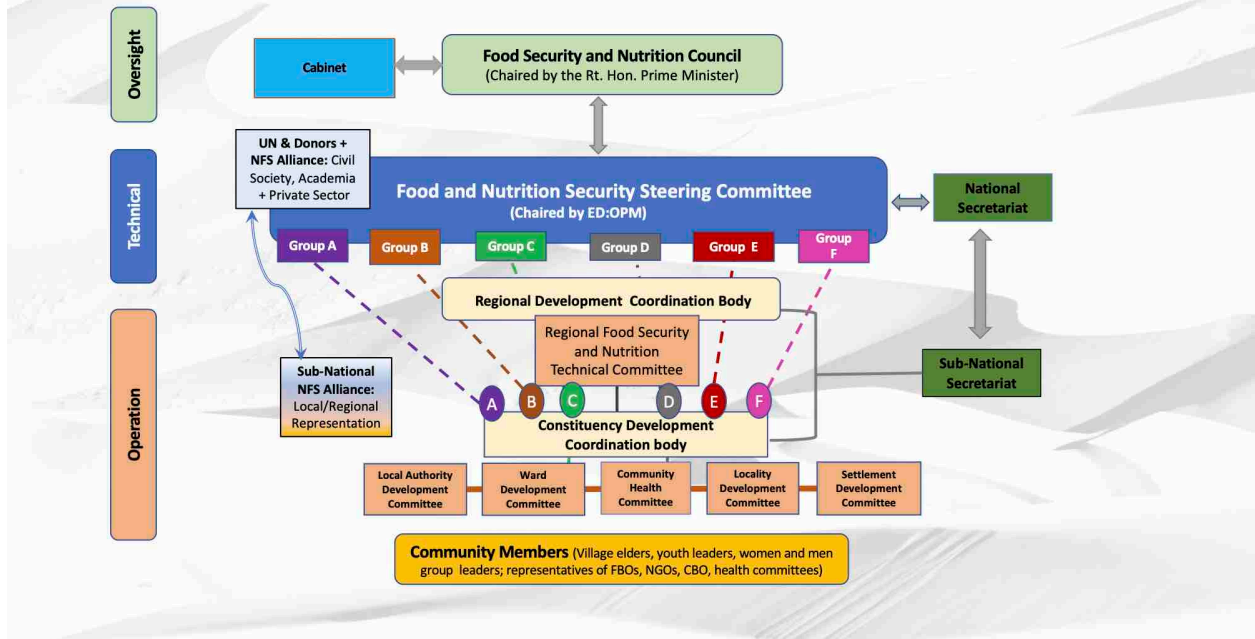 Oversight
Cabinet
Food Security and Nutrition Council
(Chaired by the Rt. Hon. Prime Minister)
Technical
UN & Donors +
NFS Alliance: Civil
Society, Academia
+ Private Sector
Food and Nutrition Security Steering Committee
(Chaired by ED:OPM)
National
Secretariat
Group A
Group B
Group C
Group D
Group E
Group
F
Operation
Regional Development Coordination Body
Regional Food Security
and Nutrition
Technical Committee
Sub-National
Secretariat
Sub-National
NFS Alliance:
Local/Regional
Representation
A
B
C
D
E
F
Constituency Development
Coordination body
Local Authority
Development
Committee
Ward
Development
Committee
Community
Health
Committee
Locality
Development
Committee
Settlement
Development
Committee
Community Members (Village elders, youth leaders, women and men
group leaders; representatives of FBOs, NGOs, CBO, health committees)